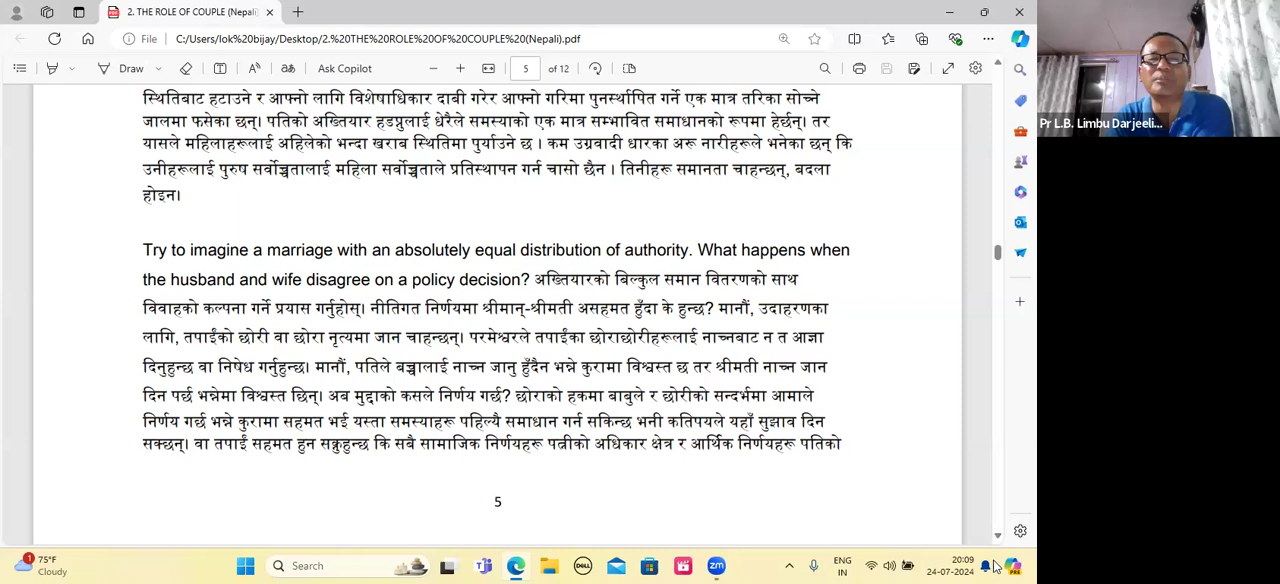 2. THE ROLE OF COUPLE (Nepali)
File C:/Users/lok%20bijay/Desktop/2.%20THE%20ROLE%20OF%20COUPLE%20(Nepali).pdf
Draw Ask Copilot 5 of 12
स्थितिबाट हटाउने र आफ्नो लागि विशेषाधिकार दाबी गरेर आफ्नो गरिमा पुनर्स्थापित गर्ने एक मात्र तरिका सोच्ने
जालमा फसेका छन्। पतिको अख्तियार हडप्नुलाई धेरैले समस्याको एक मात्र सम्भावित समाधानको रूपमा हेर्छन्। तर
यासले महिलाहरूलाई अहिलेको भन्दा खराब स्थितिमा पुर्याउने छ । कम उग्रवादी धारका अरू नारीहरूले भनेका छन् कि
उनीहरूलाई पुरुष सर्वोच्चतालाई महिला सर्वोच्चताले प्रतिस्थापन गर्न चासो छैन । तिनीहरू समानता चाहन्छन्, बदला
होइन।
Try to imagine a marriage with an absolutely equal distribution of authority. What happens when
the husband and wife disagree on a policy decision? अख्तियारको बिल्कुल समान वितरणको साथ
विवाहको कल्पना गर्ने प्रयास गर्नुहोस्। नीतिगत निर्णयमा श्रीमान्-श्रीमती असहमत हुँदा के हुन्छ? मानौं, उदाहरणका
लागि, तपाईंको छोरी वा छोरा नृत्यमा जान चाहन्छन्। परमेश्वरले तपाईंका छोराछोरीहरूलाई नाच्नबाट न त आज्ञा
दिनुहुन्छ वा निषेध गर्नुहुन्छ। मानौं, पतिले बच्चालाई नाच्न जानु हुँदैन भन्ने कुरामा विश्वस्त छ तर श्रीमती नाच्न जान
दिन पर्छ भन्नेमा विश्वस्त छिन्। अब मुद्दाको कसले निर्णय गर्छ? छोराको हकमा बाबुले र छोरीको सन्दर्भमा आमाले
निर्णय गर्छ भन्ने कुरामा सहमत भई यस्ता समस्याहरू पहिल्यै समाधान गर्न सकिन्छ भनी कतिपयले यहाँ सुझाव दिन
सक्छन्। वा तपाईं सहमत हुन सक्नुहुन्छ कि सबै सामाजिक निर्णयहरू पत्नीको अधिकार क्षेत्र र आर्थिक निर्णयहरू पतिको
5
Pr L.B. Limbu Darjeeli...
1 75°F
Cloudy
Search
ENG
IN
20:09
24-07-2024